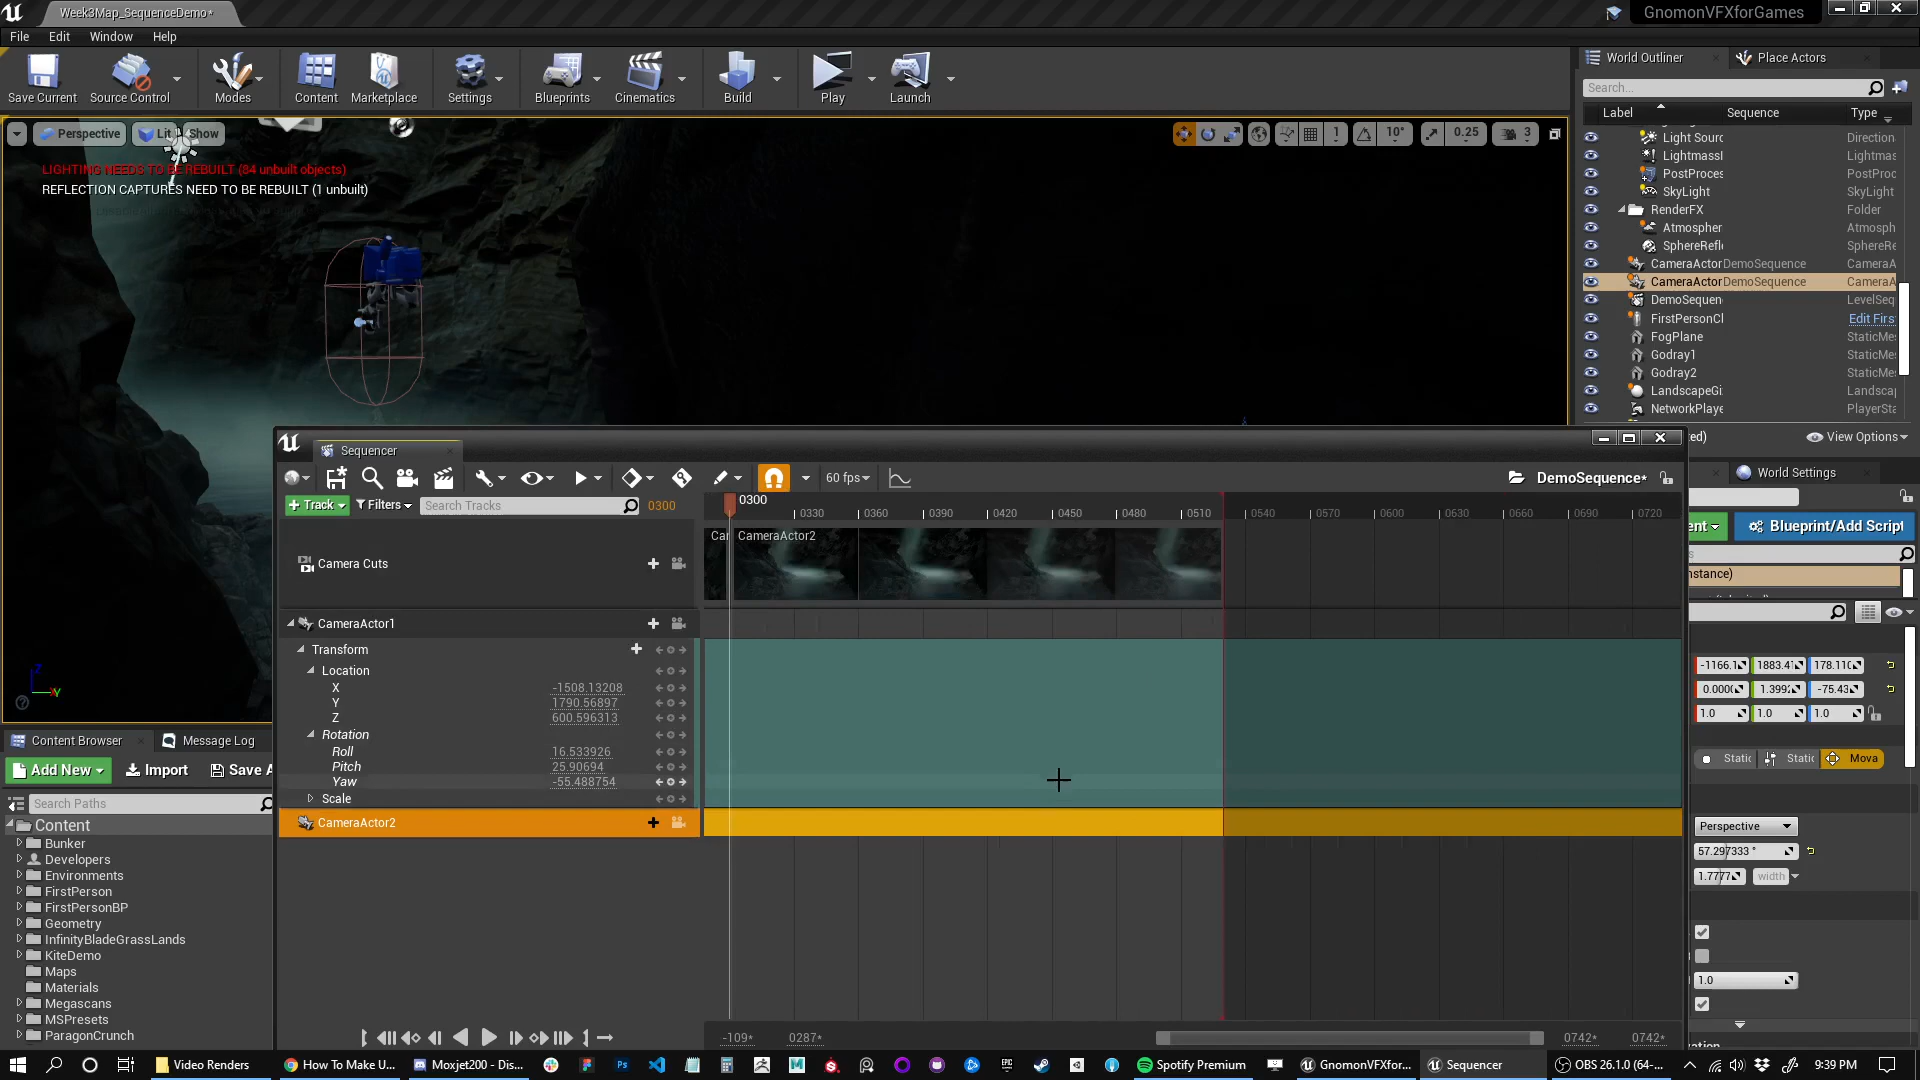 Week3Map_SequenceDemo*
GnomonVFXforGames
File Edit Window Help
Save Current
Source Control
Modes
Content
Marketplace
Settings
Blueprints
Cinematics
Build
Play
Launch
Perspective
Lit
Show
1
10°
0.25
3
LIGHTING NEEDS TO BE REBUILT (84 unbuilt objects)
REFLECTION CAPTURES NEED TO BE REBUILT (1 unbuilt)
World Outliner
Place Actors
Search...
Label Sequence Type
Light Sourc Direction
LightmassI Lightmas
PostProces PostProc
SkyLight SkyLight
RenderFX Folder
Atmospher Atmosph
SphereRefle SphereRe
CameraActor DemoSequence CameraA
CameraActor DemoSequence CameraA
DemoSequen LevelSeq
FirstPersonCl Edit Firs
FogPlane StaticMe
Godray1 StaticMe
Godray2 StaticMe
LandscapeGi Landsca
NetworkPlaye PlayerSta
ed) View Options
World Settings
ent
Blueprint/Add Script
nstance)
-1166.1 1883.4 178.110
0.0000 1.399 -75.43
1.0 1.0 1.0
Static Static Mova
Perspective
57.297333 °
1.7777 width
1.0
Sequencer
60 fps
DemoSequence*
Track
Filters
Search Tracks
0300
0300
0330 0360 0390 0420 0450 0480 0510 0540 0570 0600 0630 0660 0690 0720
Camera Cuts
Car CameraActor2
CameraActor1
Transform
Location
X -1508.13208
Y 1790.56897
Z 600.596313
Rotation
Roll 16.533926
Pitch 25.90694
Yaw -55.488754
Scale
CameraActor2
-109* 0287* 0742* 0742*
Z
Y
Content Browser
Message Log
Add New
Import
Save A
Search Paths
Content
Bunker
Developers
Environments
FirstPerson
FirstPersonBP
Geometry
InfinityBladeGrassLands
KiteDemo
Maps
Materials
Megascans
MSPresets
ParagonCrunch
Video Renders
How To Make U...
Moxjet200 - Dis...
Spotify Premium
GnomonVFXfor...
Sequencer
OBS 26.1.0 (64-...
9:39 PM